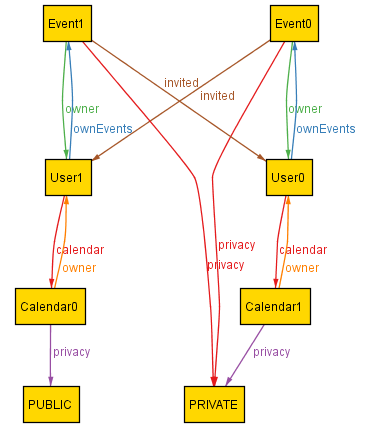 Event1
Event0
invited
invited
owner
owner
ownEvents
ownEvents
User1
User0
calendar
privacy
calendar
owner
privacy
owner
Calendar0
Calendar1
privacy
privacy
PUBLIC
PRIVATE